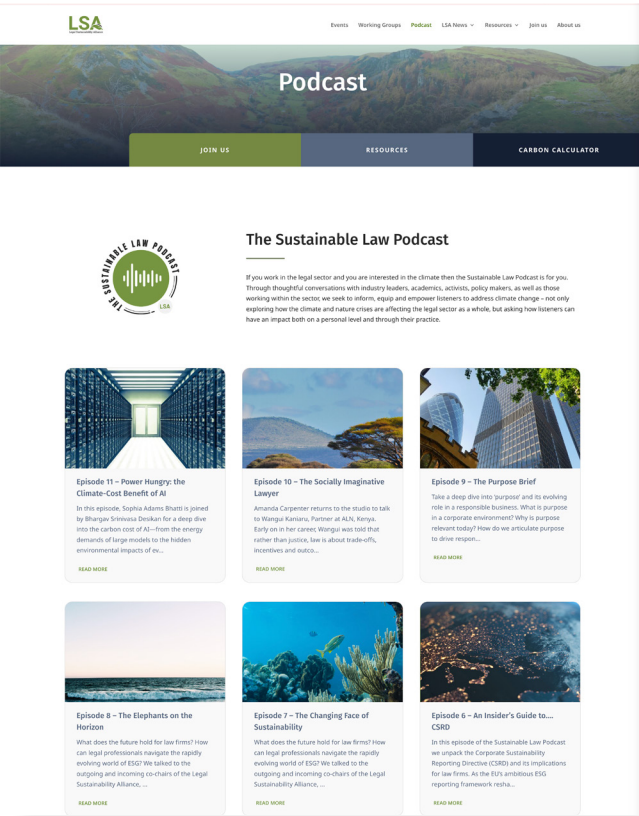 LSA
Legal Sustainability Alliance
Events Working Groups Podcast LSA News Resources Join us About us
Podcast
JOIN US RESOURCES CARBON CALCULATOR
THE SUSTAINABLE LAW PODCAST
LSA
The Sustainable Law Podcast
If you work in the legal sector and you are interested in the climate then the Sustainable Law Podcast is for you.
Through thoughtful conversations with industry leaders, academics, activists, policy makers, as well as those
working within the sector, we seek to inform, equip and empower listeners to address climate change – not only
exploring how the climate and nature crises are affecting the legal sector as a whole, but asking how listeners can
have an impact both on a personal level and through their practice.
Episode 11 – Power Hungry: the
Climate-Cost Benefit of AI
In this episode, Sophia Adams Bhatti is joined
by Bhargav Srinivasa Desikan for a deep dive
into the carbon cost of AI—from the energy
demands of large models to the hidden
environmental impacts of ev...
READ MORE
Episode 10 – The Socially Imaginative
Lawyer
Amanda Carpenter returns to the studio to talk
to Wangui Kaniaru, Partner at ALN, Kenya.
Early on in her career, Wangui was told that
rather than justice, law is about trade-offs,
incentives and outco...
READ MORE
Episode 9 – The Purpose Brief
Take a deep dive into 'purpose' and its evolving
role in a responsible business. What is purpose
in a corporate environment? Why is purpose
relevant today? How do we articulate purpose
to drive respon...
READ MORE
Episode 8 – The Elephants on the
Horizon
What does the future hold for law firms? How
can legal professionals navigate the rapidly
evolving world of ESG? We talked to the
outgoing and incoming co-chairs of the Legal
Sustainability Alliance, ...
READ MORE
Episode 7 – The Changing Face of
Sustainability
What does the future hold for law firms? How
can legal professionals navigate the rapidly
evolving world of ESG? We talked to the
outgoing and incoming co-chairs of the Legal
Sustainability Alliance, ...
READ MORE
Episode 6 – An Insider's Guide to....
CSRD
In this episode of the Sustainable Law Podcast
we unpack the Corporate Sustainability
Reporting Directive (CSRD) and its implications
for law firms. As the EU's ambitious ESG
reporting framework resha...
READ MORE